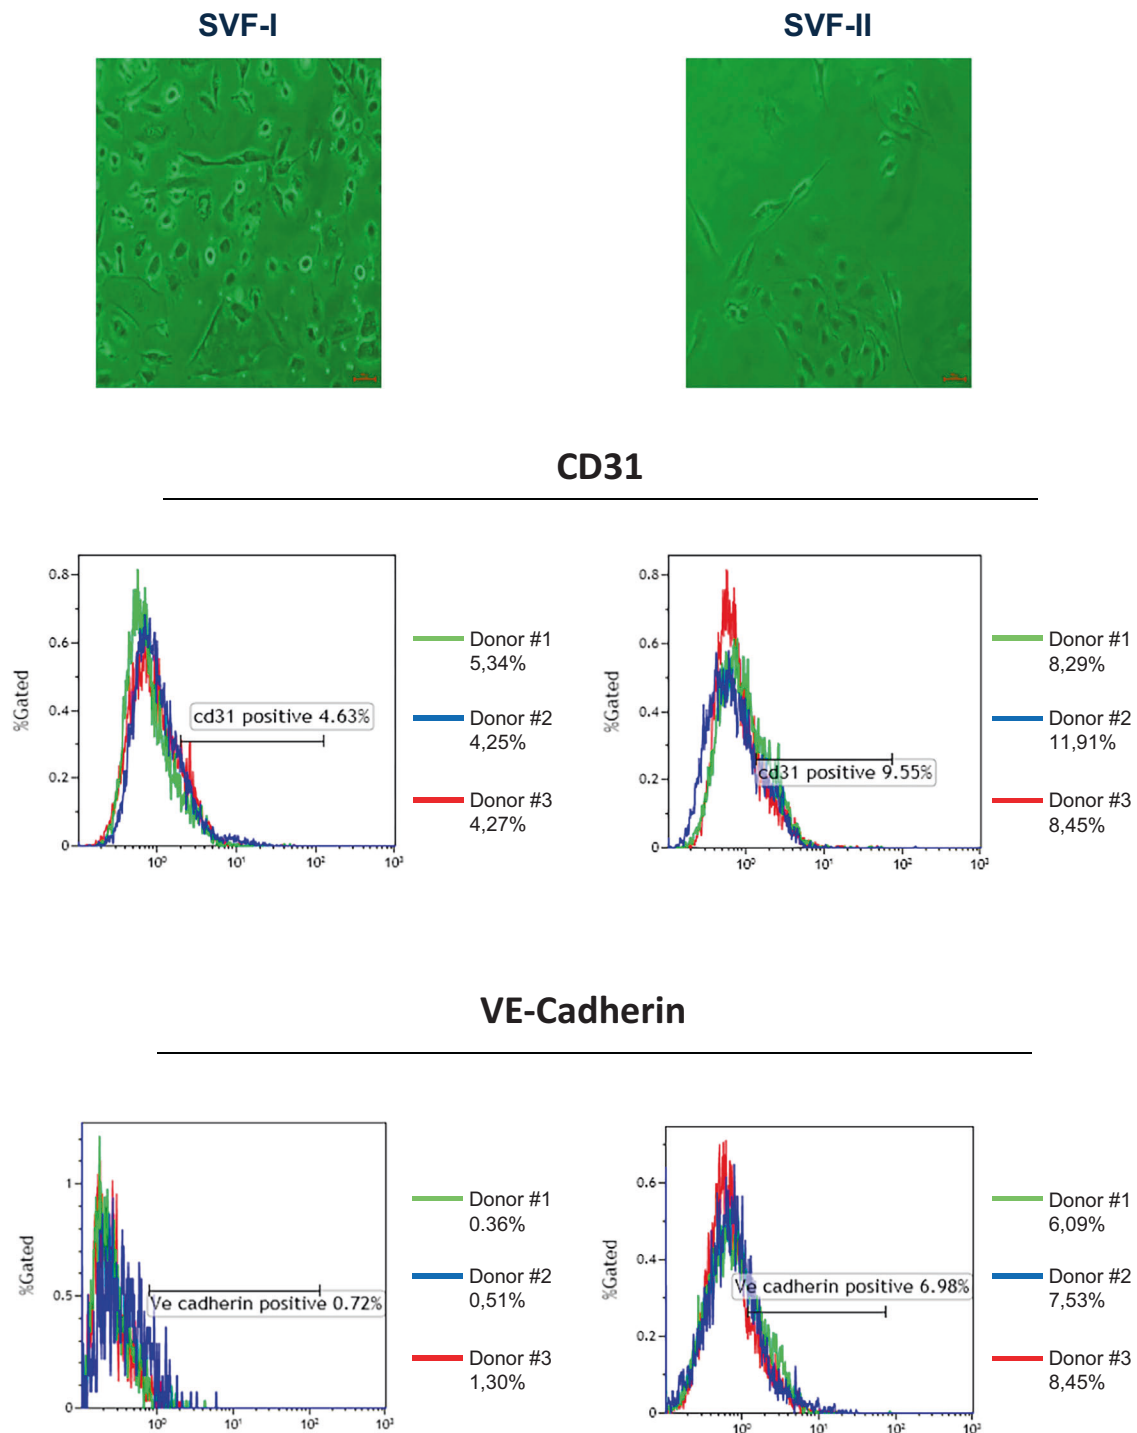 SVF-I
SVF-II
CD31
%Gated
0.8
0.6
0.4
0.2
0
cd31 positive 4.63%
10⁰
10¹
10²
10³
Donor #1
5,34%
Donor #2
4,25%
Donor #3
4,27%
%Gated
0.8
0.6
0.4
0.2
0
cd31 positive 9.55%
10⁰
10¹
10²
10³
Donor #1
8,29%
Donor #2
11,91%
Donor #3
8,45%
VE-Cadherin
%Gated
1
0.5
0
Ve cadherin positive 0.72%
10⁰
10¹
10²
10³
Donor #1
0.36%
Donor #2
0,51%
Donor #3
1,30%
%Gated
0.6
0.4
0.2
0
Ve cadherin positive 6.98%
10⁰
10¹
10²
10³
Donor #1
6,09%
Donor #2
7,53%
Donor #3
8,45%